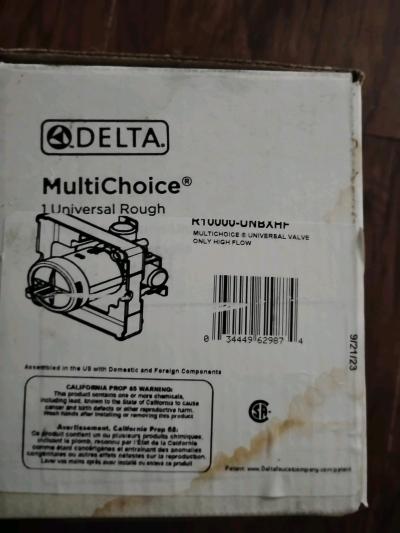 DELTA
MultiChoice®
1 Universal Rough
R10000-UNBXHF
MULTICHOICE ® UNIVERSAL VALVE
ONLY HIGH FLOW
0 34449 62987 4
9/21/23
Assembled in the US with Domestic and Foreign Components
CALIFORNIA PROP 65 WARNING:
This product contains one or more chemicals,
including lead, known to the State of California to cause
cancer and birth defects or other reproductive harm.
Wash hands after installing or removing this product.
Avertissement, California Prop 65:
Ce produit contient un ou plusieurs produits chimiques,
incluant le plomb, reconnu par l'État de la Californie
comme étant cancérigènes et entraînant des anomalies
congénitales ou autres effets néfastes sur la reproduction.
Laver vos mains après avoir installé ou enlevé ce produit
Patent: www.Deltafaucetcompany.com/patent